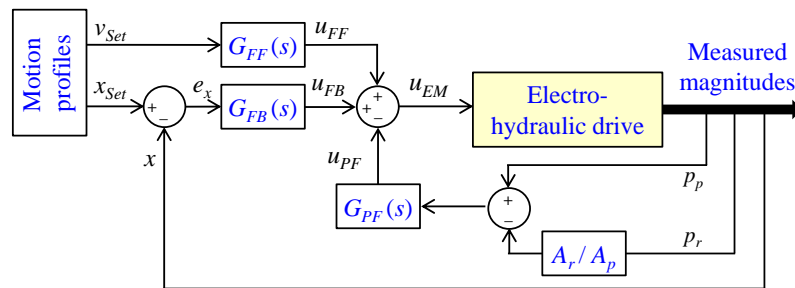 Motion
profiles
v_Set
x_Set
+
−
e_x
x
G_FF(s)
u_FF
G_FB(s)
u_FB
+
+
−
u_EM
u_PF
G_PF(s)
Electro-
hydraulic drive
Measured
magnitudes
p_p
+
−
p_r
A_r / A_p